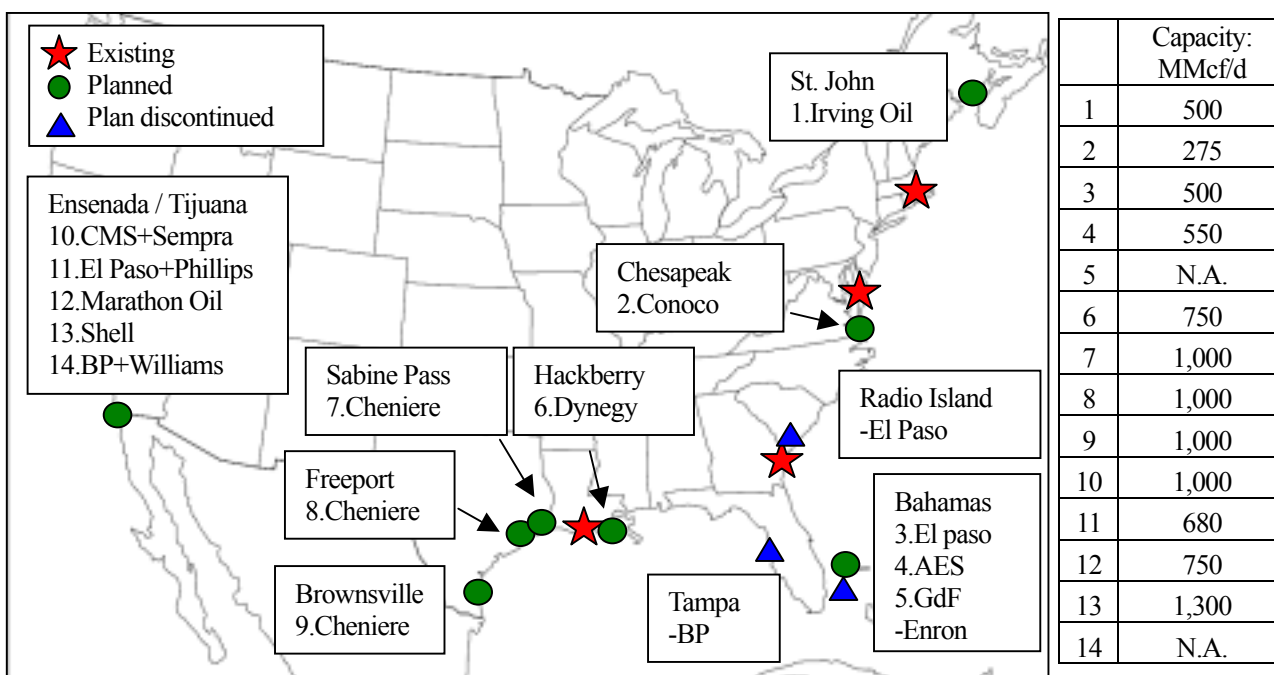 Existing
Planned
Plan discontinued
St. John
1.Irving Oil
Ensenada / Tijuana
10.CMS+Sempra
11.El Paso+Phillips
12.Marathon Oil
13.Shell
14.BP+Williams
Chesapeak
2.Conoco
Sabine Pass
7.Cheniere
Hackberry
6.Dynegy
Radio Island
-El Paso
Freeport
8.Cheniere
Bahamas
3.El paso
4.AES
5.GdF
-Enron
Brownsville
9.Cheniere
Tampa
-BP
Capacity:
MMcf/d
1 500
2 275
3 500
4 550
5 N.A.
6 750
7 1,000
8 1,000
9 1,000
10 1,000
11 680
12 750
13 1,300
14 N.A.